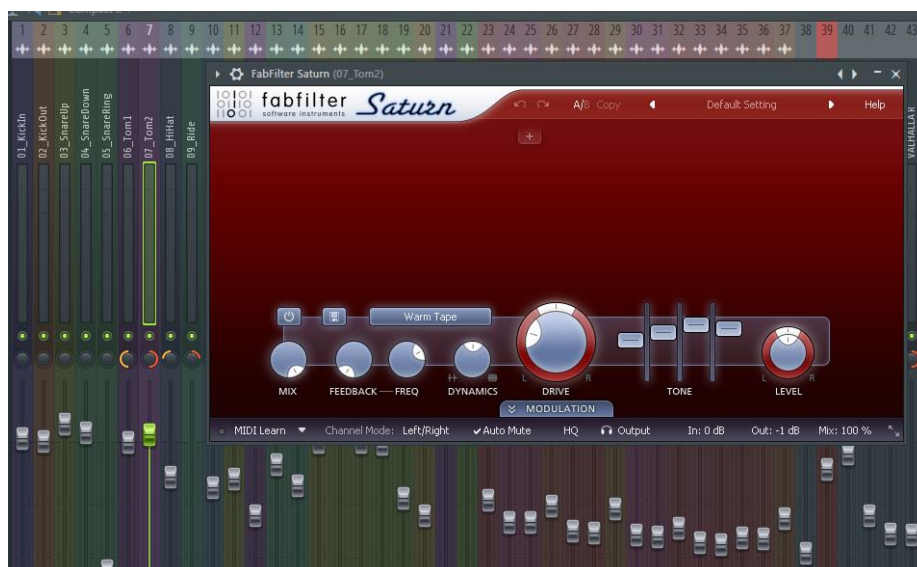 Compact 2
1 2 3 4 5 6 7 8 9 10 11 12 13 14 15 16 17 18 19 20 21 22 23 24 25 26 27 28 29 30 31 32 33 34 35 36 37 38 39 40 41 42 43
FabFilter Saturn (07_Tom2)
fabfilter
software instruments
Saturn
A/B Copy
Default Setting
Help
+
01_KickIn
02_KickOut
03_SnareUp
04_SnareDown
05_SnareRing
06_Tom1
07_Tom2
08_HiHat
09_Ride
VALHALLA R
Warm Tape
L R
L R
MIX FEEDBACK FREQ DYNAMICS DRIVE TONE LEVEL
MODULATION
MIDI Learn Channel Mode: Left/Right Auto Mute HQ Output In: 0 dB Out: -1 dB Mix: 100 %